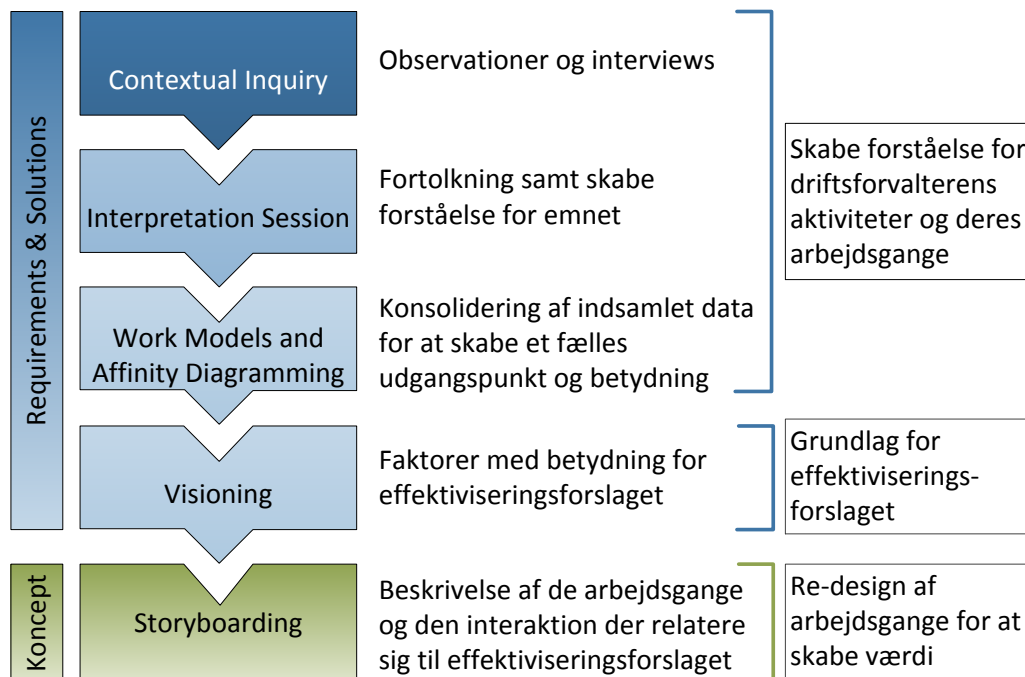 Requirements & Solutions
Contextual Inquiry
Observationer og interviews
Interpretation Session
Fortolkning samt skabe
forståelse for emnet
Work Models and
Affinity Diagramming
Konsolidering af indsamlet data
for at skabe et fælles
udgangspunkt og betydning
Skabe forståelse for
driftsforvalterens
aktiviteter og deres
arbejdsgange
Visioning
Faktorer med betydning for
effektiviseringsforslaget
Grundlag for
effektiviserings-
forslaget
Koncept
Storyboarding
Beskrivelse af de arbejdsgange
og den interaktion der relatere
sig til effektiviseringsforslaget
Re-design af
arbejdsgange for at
skabe værdi